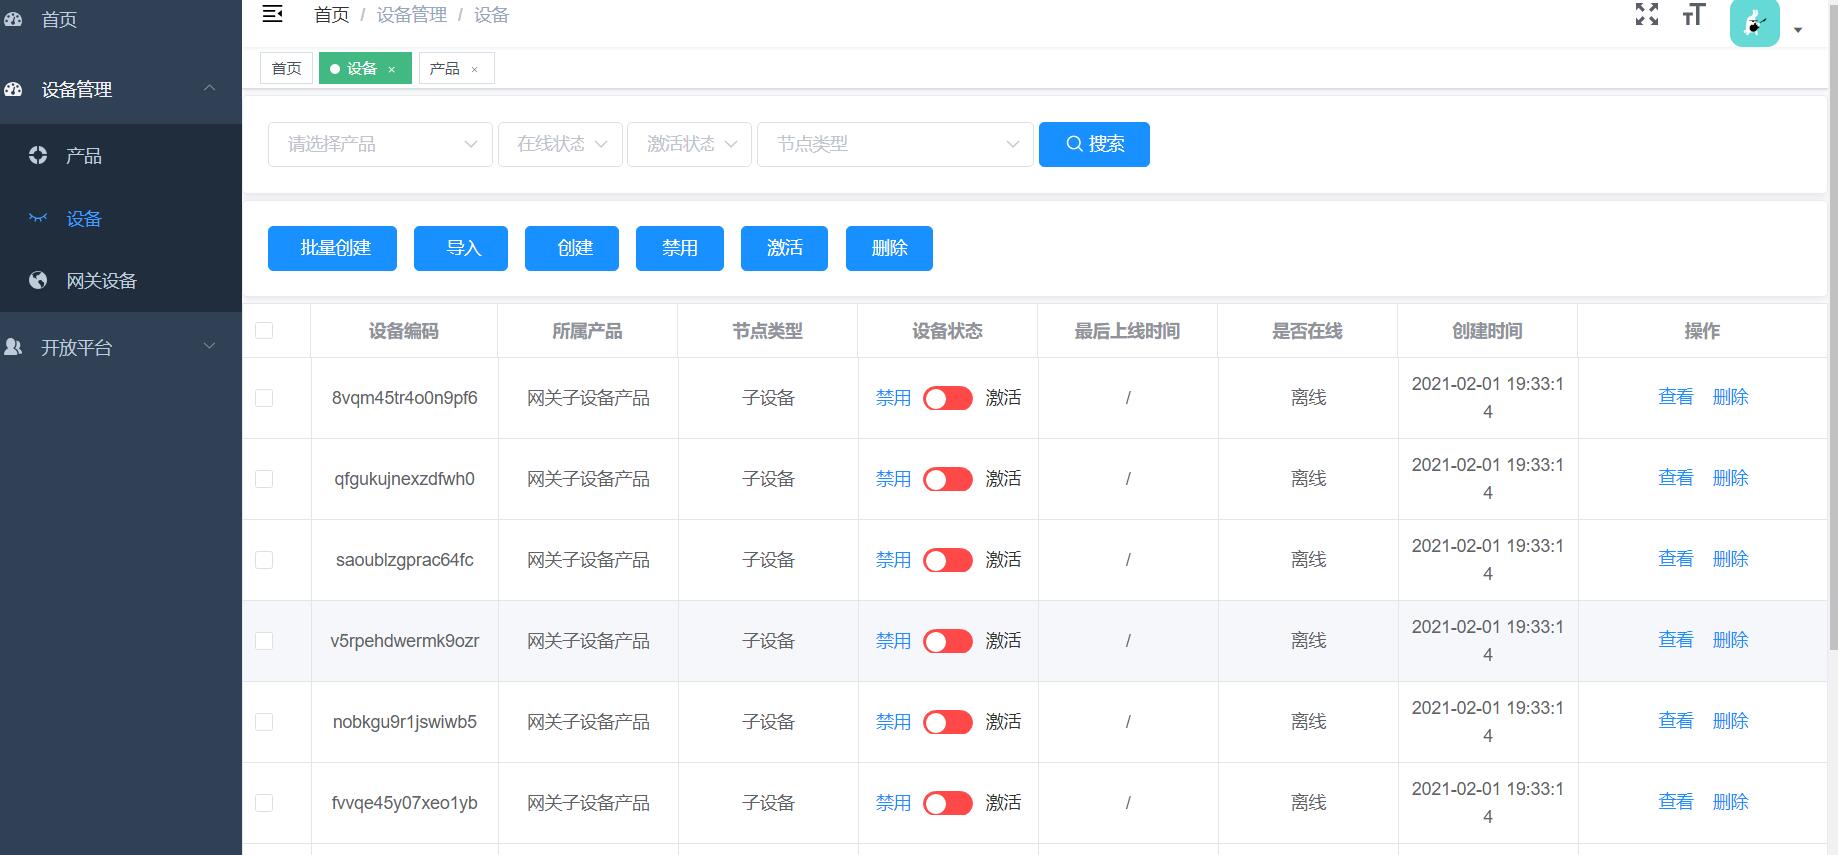 首页
设备管理
产品
设备
网关设备
开放平台
首页 / 设备管理 / 设备
首页 设备 × 产品 ×
请选择产品 在线状态 激活状态 节点类型 搜索
批量创建 导入 创建 禁用 激活 删除
设备编码 所属产品 节点类型 设备状态 最后上线时间 是否在线 创建时间 操作
8vqm45tr4o0n9pf6 网关子设备产品 子设备 禁用 激活 / 离线 2021-02-01 19:33:1 查看 删除
4
qfgukujnexzdfwh0 网关子设备产品 子设备 禁用 激活 / 离线 2021-02-01 19:33:1 查看 删除
4
saoublzgprac64fc 网关子设备产品 子设备 禁用 激活 / 离线 2021-02-01 19:33:1 查看 删除
4
v5rpehdwermk9ozr 网关子设备产品 子设备 禁用 激活 / 离线 2021-02-01 19:33:1 查看 删除
4
nobkgu9r1jswiwb5 网关子设备产品 子设备 禁用 激活 / 离线 2021-02-01 19:33:1 查看 删除
4
fvvqe45y07xeo1yb 网关子设备产品 子设备 禁用 激活 / 离线 2021-02-01 19:33:1 查看 删除
4